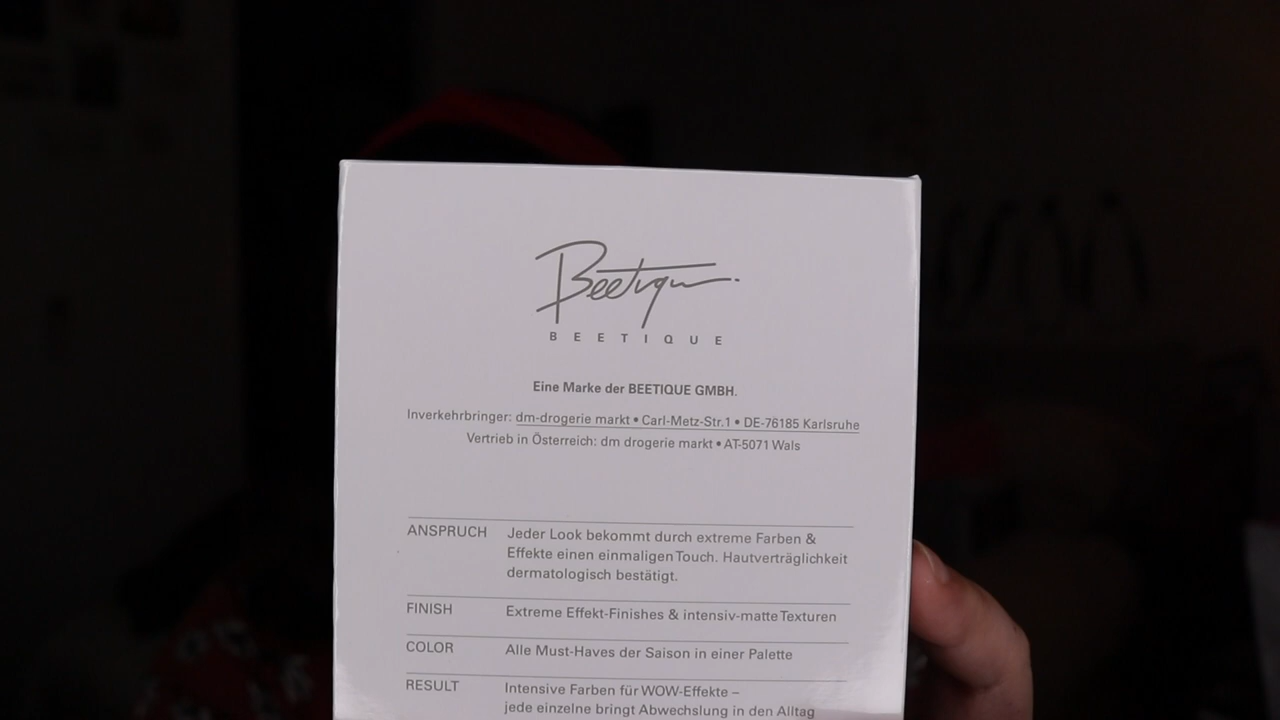 Beetique.
BEETIQUE
Eine Marke der BEETIQUE GMBH.
Inverkehrbringer: dm-drogerie markt • Carl-Metz-Str.1 • DE-76185 Karlsruhe
Vertrieb in Österreich: dm drogerie markt • AT-5071 Wals
ANSPRUCH Jeder Look bekommt durch extreme Farben &
Effekte einen einmaligen Touch. Hautverträglichkeit
dermatologisch bestätigt.
FINISH Extreme Effekt-Finishes & intensiv-matte Texturen
COLOR Alle Must-Haves der Saison in einer Palette
RESULT Intensive Farben für WOW-Effekte –
jede einzelne bringt Abwechslung in den Alltag